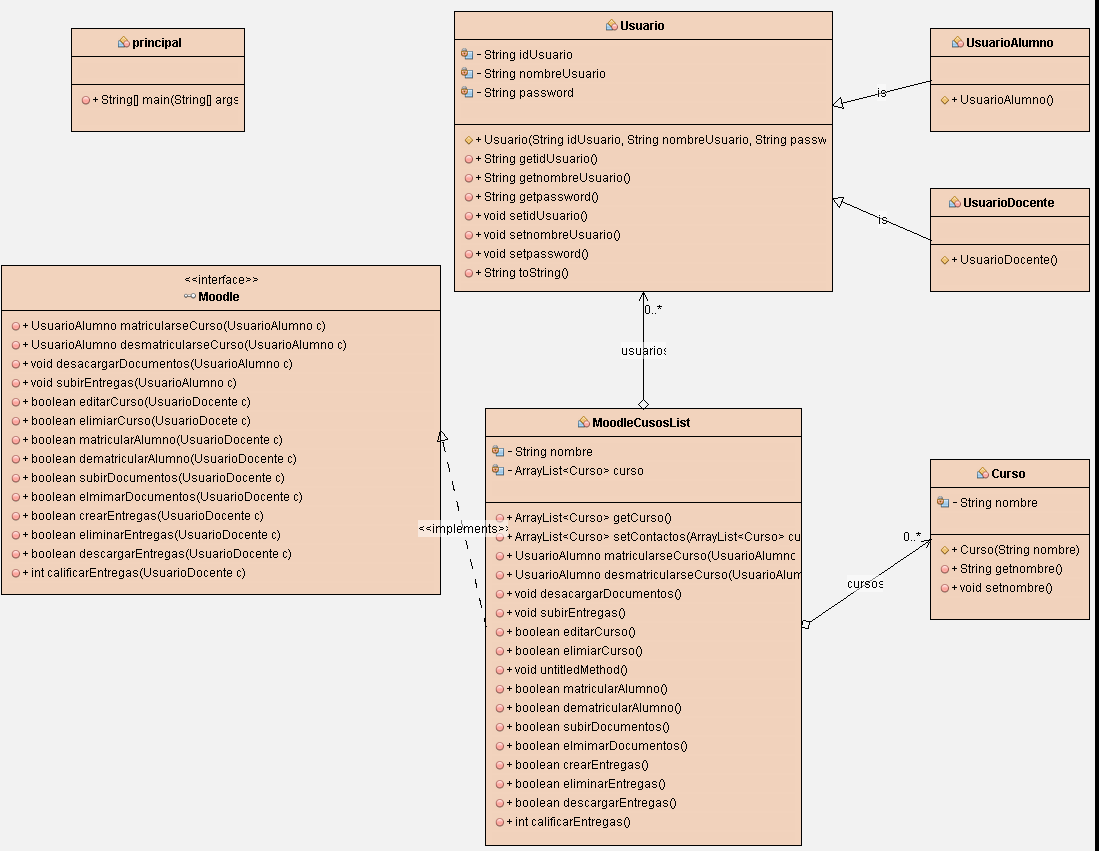 principal
+ String[] main(String[] args
Usuario
- String idUsuario
- String nombreUsuario
- String password
+ Usuario(String idUsuario, String nombreUsuario, String passw
+ String getidUsuario()
+ String getnombreUsuario()
+ String getpassword()
+ void setidUsuario()
+ void setnombreUsuario()
+ void setpassword()
+ String toString()
UsuarioAlumno
+ UsuarioAlumno()
is
UsuarioDocente
+ UsuarioDocente()
is
<<interface>>
Moodle
+ UsuarioAlumno matricularseCurso(UsuarioAlumno c)
+ UsuarioAlumno desmatricularseCurso(UsuarioAlumno c)
+ void desacargarDocumentos(UsuarioAlumno c)
+ void subirEntregas(UsuarioAlumno c)
+ boolean editarCurso(UsuarioDocente c)
+ boolean elimiarCurso(UsuarioDocete c)
+ boolean matricularAlumno(UsuarioDocente c)
+ boolean dematricularAlumno(UsuarioDocente c)
+ boolean subirDocumentos(UsuarioDocente c)
+ boolean elmimarDocumentos(UsuarioDocente c)
+ boolean crearEntregas(UsuarioDocente c)
+ boolean eliminarEntregas(UsuarioDocente c)
+ boolean descargarEntregas(UsuarioDocente c)
+ int calificarEntregas(UsuarioDocente c)
0..*
usuarios
<<implements>>
MoodleCusosList
- String nombre
- ArrayList<Curso> curso
+ ArrayList<Curso> getCurso()
+ ArrayList<Curso> setContactos(ArrayList<Curso> cu
+ UsuarioAlumno matricularseCurso(UsuarioAlumno
+ UsuarioAlumno desmatricularseCurso(UsuarioAlum
+ void desacargarDocumentos()
+ void subirEntregas()
+ boolean editarCurso()
+ boolean elimiarCurso()
+ void untitledMethod()
+ boolean matricularAlumno()
+ boolean dematricularAlumno()
+ boolean subirDocumentos()
+ boolean elmimarDocumentos()
+ boolean crearEntregas()
+ boolean eliminarEntregas()
+ boolean descargarEntregas()
+ int calificarEntregas()
0..*
cursos
Curso
- String nombre
+ Curso(String nombre)
+ String getnombre()
+ void setnombre()